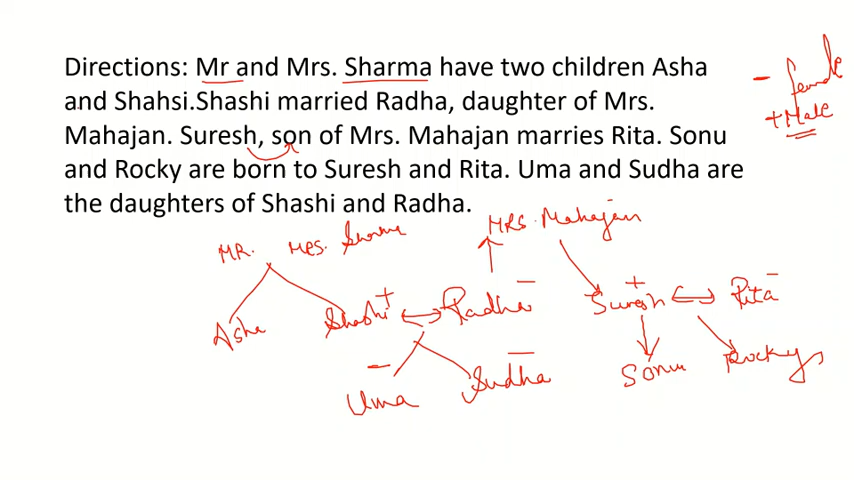 Directions: Mr and Mrs. Sharma have two children Asha
and Shahsi.Shashi married Radha, daughter of Mrs.
Mahajan. Suresh, son of Mrs. Mahajan marries Rita. Sonu
and Rocky are born to Suresh and Rita. Uma and Sudha are
the daughters of Shashi and Radha.
- female
+ Male
MR. MRS. Sharma
MRS. Mahajan -
Asha Shashi + Radha - Suresh + Rita -
Uma - Sudha - Sonu Rocky